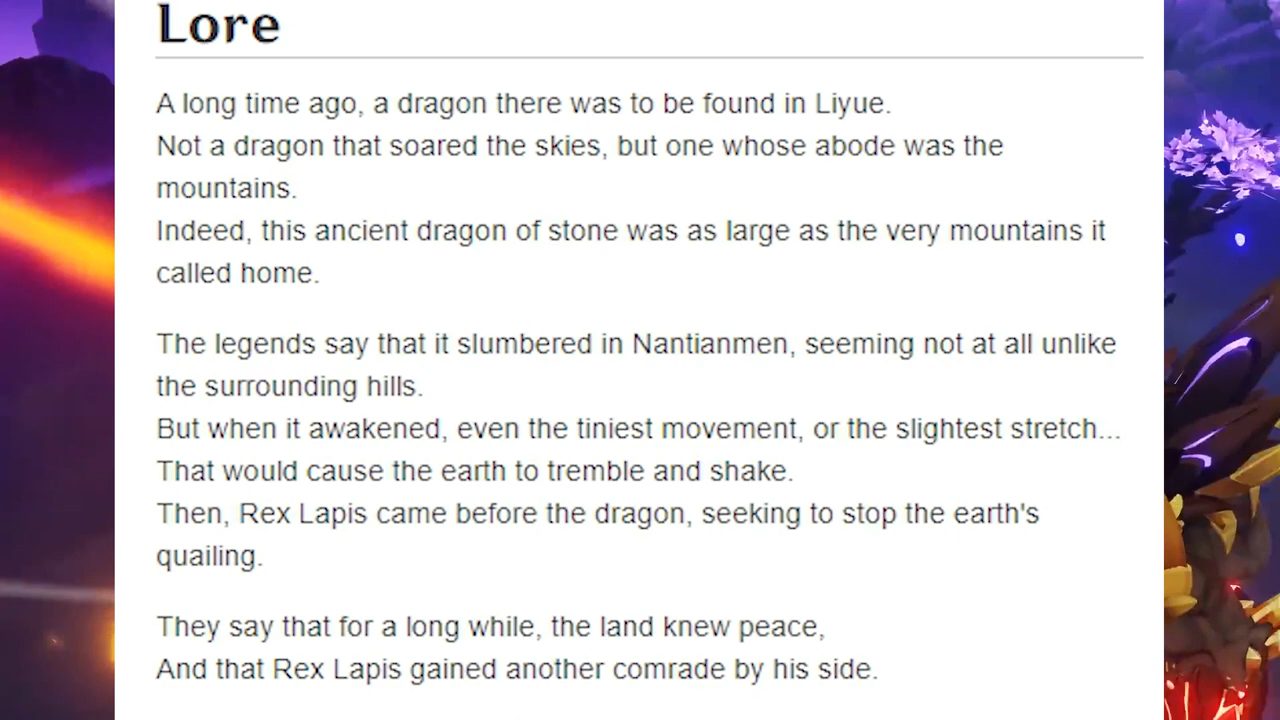 Lore
A long time ago, a dragon there was to be found in Liyue.
Not a dragon that soared the skies, but one whose abode was the
mountains.
Indeed, this ancient dragon of stone was as large as the very mountains it
called home.
The legends say that it slumbered in Nantianmen, seeming not at all unlike
the surrounding hills.
But when it awakened, even the tiniest movement, or the slightest stretch...
That would cause the earth to tremble and shake.
Then, Rex Lapis came before the dragon, seeking to stop the earth's
quailing.
They say that for a long while, the land knew peace,
And that Rex Lapis gained another comrade by his side.